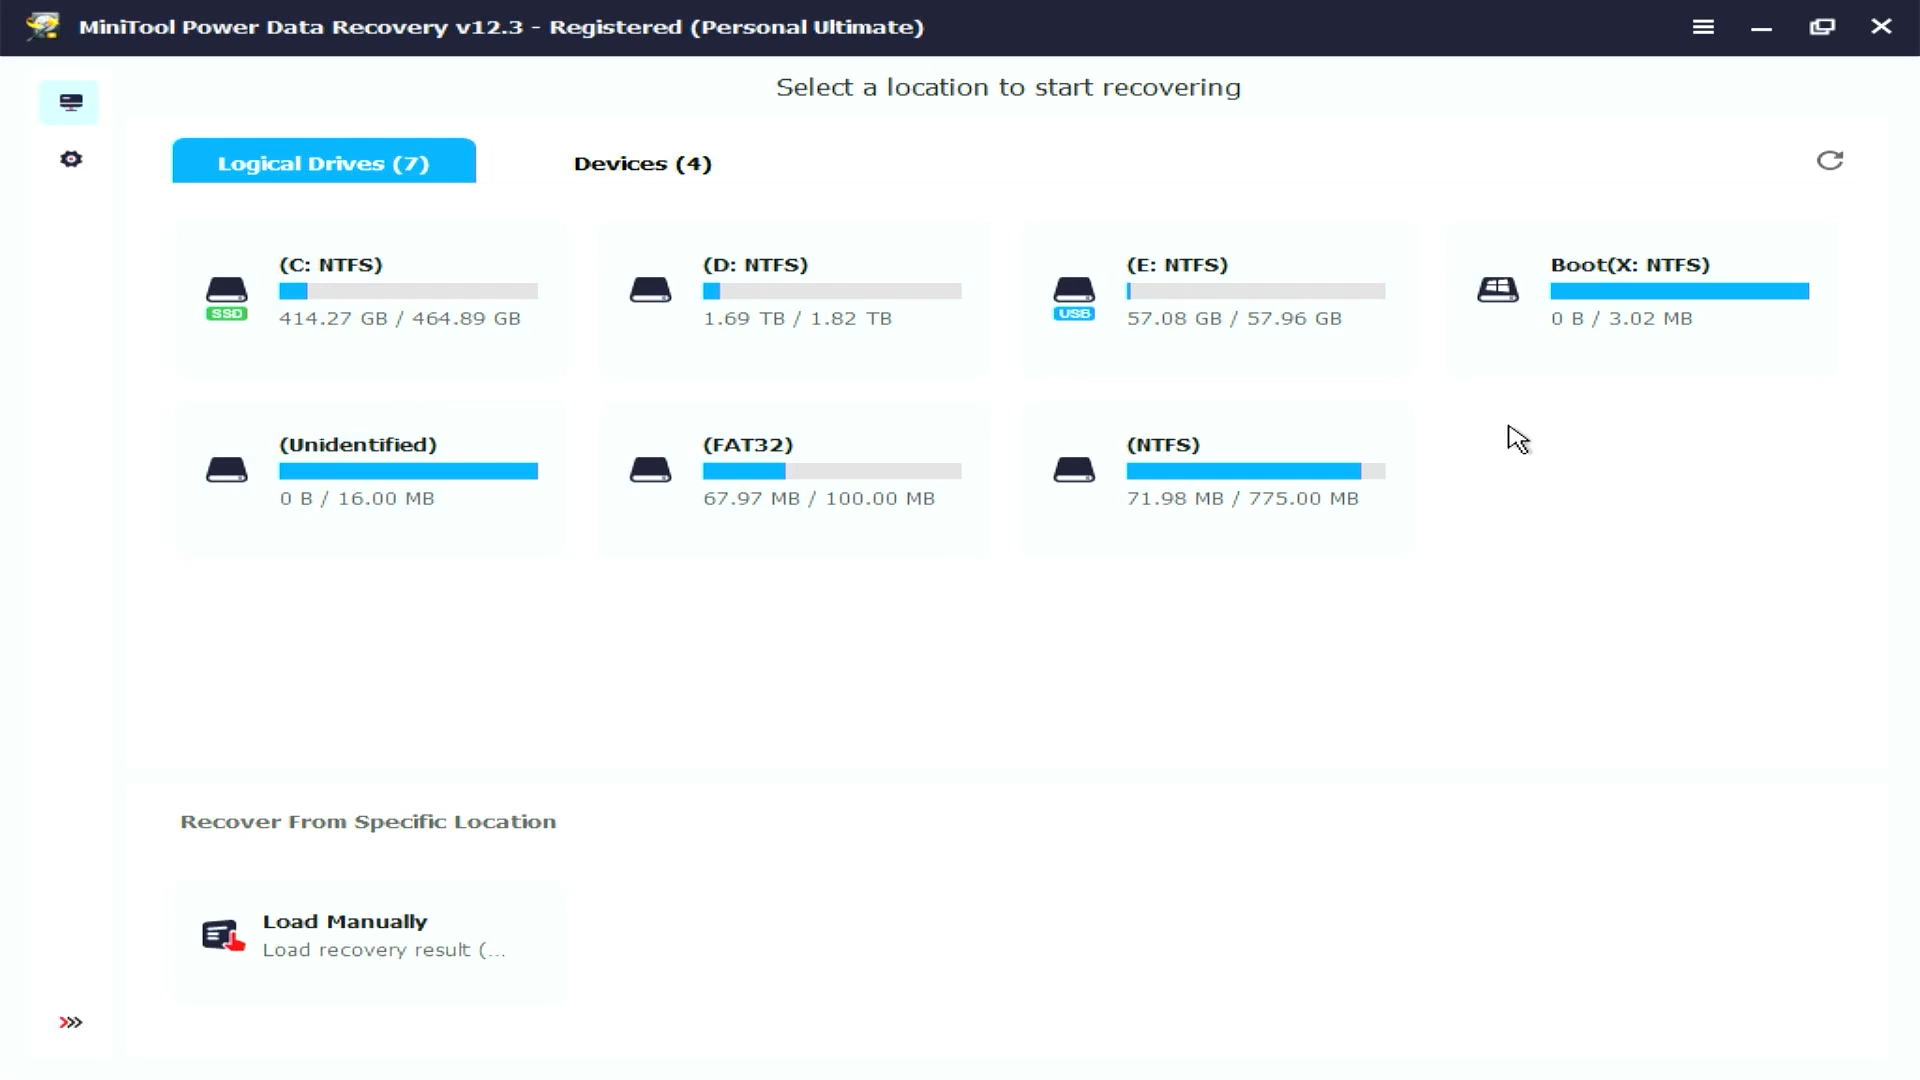 MiniTool Power Data Recovery v12.3 - Registered (Personal Ultimate)
Select a location to start recovering
Logical Drives (7)
Devices (4)
(C: NTFS)
SSD
414.27 GB / 464.89 GB
(D: NTFS)
1.69 TB / 1.82 TB
(E: NTFS)
USB
57.08 GB / 57.96 GB
Boot(X: NTFS)
0 B / 3.02 MB
(Unidentified)
0 B / 16.00 MB
(FAT32)
67.97 MB / 100.00 MB
(NTFS)
71.98 MB / 775.00 MB
Recover From Specific Location
Load Manually
Load recovery result (...